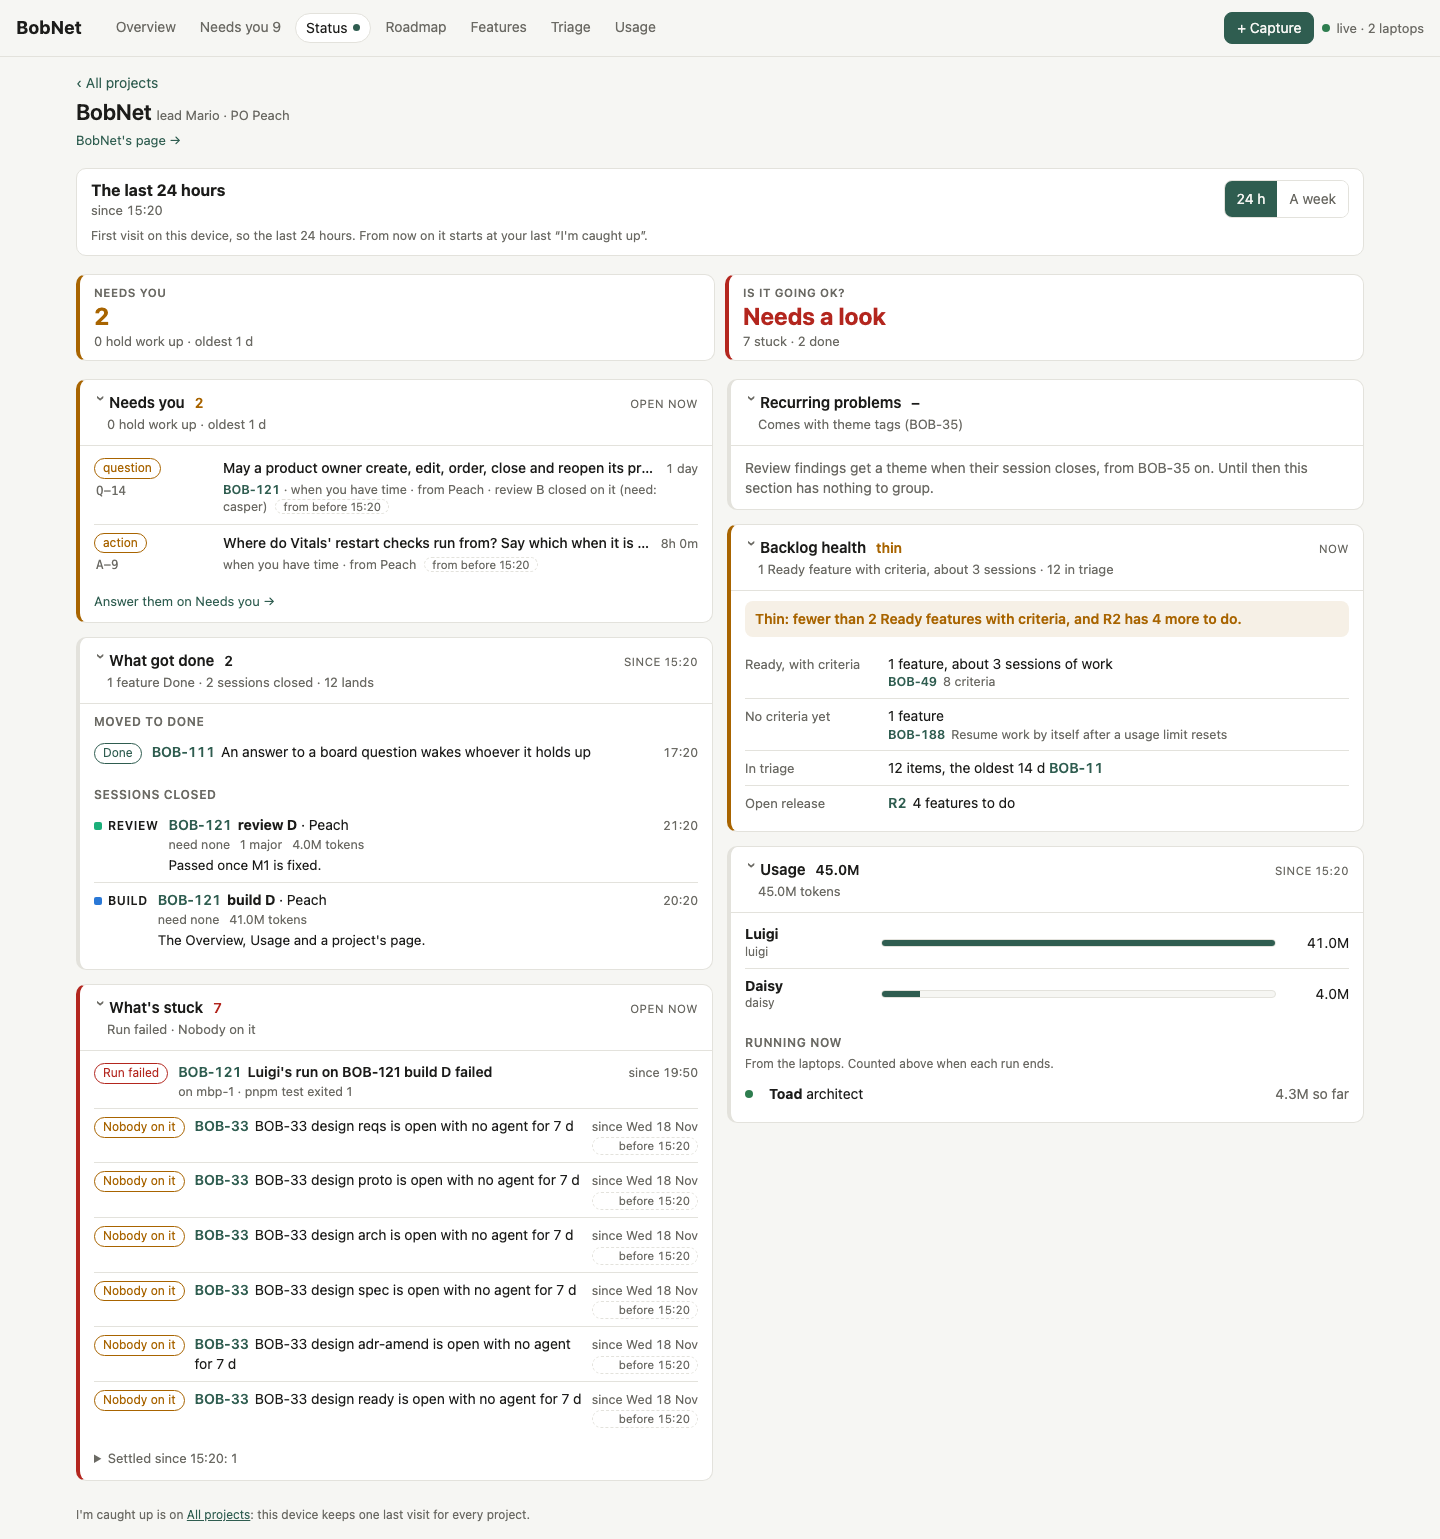 BobNet
Overview
Needs you 9
Status
Roadmap
Features
Triage
Usage
+ Capture
live · 2 laptops
‹ All projects
BobNet lead Mario · PO Peach
BobNet's page →
The last 24 hours
since 15:20
First visit on this device, so the last 24 hours. From now on it starts at your last “I'm caught up”.
24 h
A week
NEEDS YOU
2
0 hold work up · oldest 1 d
IS IT GOING OK?
Needs a look
7 stuck · 2 done
Needs you 2
OPEN NOW
0 hold work up · oldest 1 d
question
Q-14
May a product owner create, edit, order, close and reopen its pr...
1 day
BOB-121 · when you have time · from Peach · review B closed on it (need:
casper) from before 15:20
action
A-9
Where do Vitals' restart checks run from? Say which when it is ...
8h 0m
when you have time · from Peach from before 15:20
Answer them on Needs you →
What got done 2
SINCE 15:20
1 feature Done · 2 sessions closed · 12 lands
MOVED TO DONE
Done BOB-111 An answer to a board question wakes whoever it holds up 17:20
SESSIONS CLOSED
REVIEW BOB-121 review D · Peach 21:20
need none 1 major 4.0M tokens
Passed once M1 is fixed.
BUILD BOB-121 build D · Peach 20:20
need none 41.0M tokens
The Overview, Usage and a project's page.
What's stuck 7
OPEN NOW
Run failed · Nobody on it
Run failed BOB-121 Luigi's run on BOB-121 build D failed since 19:50
on mbp-1 · pnpm test exited 1
Nobody on it BOB-33 BOB-33 design reqs is open with no agent for 7 d since Wed 18 Nov
before 15:20
Nobody on it BOB-33 BOB-33 design proto is open with no agent for 7 d since Wed 18 Nov
before 15:20
Nobody on it BOB-33 BOB-33 design arch is open with no agent for 7 d since Wed 18 Nov
before 15:20
Nobody on it BOB-33 BOB-33 design spec is open with no agent for 7 d since Wed 18 Nov
before 15:20
Nobody on it BOB-33 BOB-33 design adr-amend is open with no agent since Wed 18 Nov
for 7 d before 15:20
Nobody on it BOB-33 BOB-33 design ready is open with no agent for 7 d since Wed 18 Nov
before 15:20
Settled since 15:20: 1
Recurring problems –
Comes with theme tags (BOB-35)
Review findings get a theme when their session closes, from BOB-35 on. Until then this
section has nothing to group.
Backlog health thin
NOW
1 Ready feature with criteria, about 3 sessions · 12 in triage
Thin: fewer than 2 Ready features with criteria, and R2 has 4 more to do.
Ready, with criteria 1 feature, about 3 sessions of work
BOB-49 8 criteria
No criteria yet 1 feature
BOB-188 Resume work by itself after a usage limit resets
In triage 12 items, the oldest 14 d BOB-11
Open release R2 4 features to do
Usage 45.0M
SINCE 15:20
45.0M tokens
Luigi
luigi
41.0M
Daisy
daisy
4.0M
RUNNING NOW
From the laptops. Counted above when each run ends.
Toad architect 4.3M so far
I'm caught up is on All projects: this device keeps one last visit for every project.